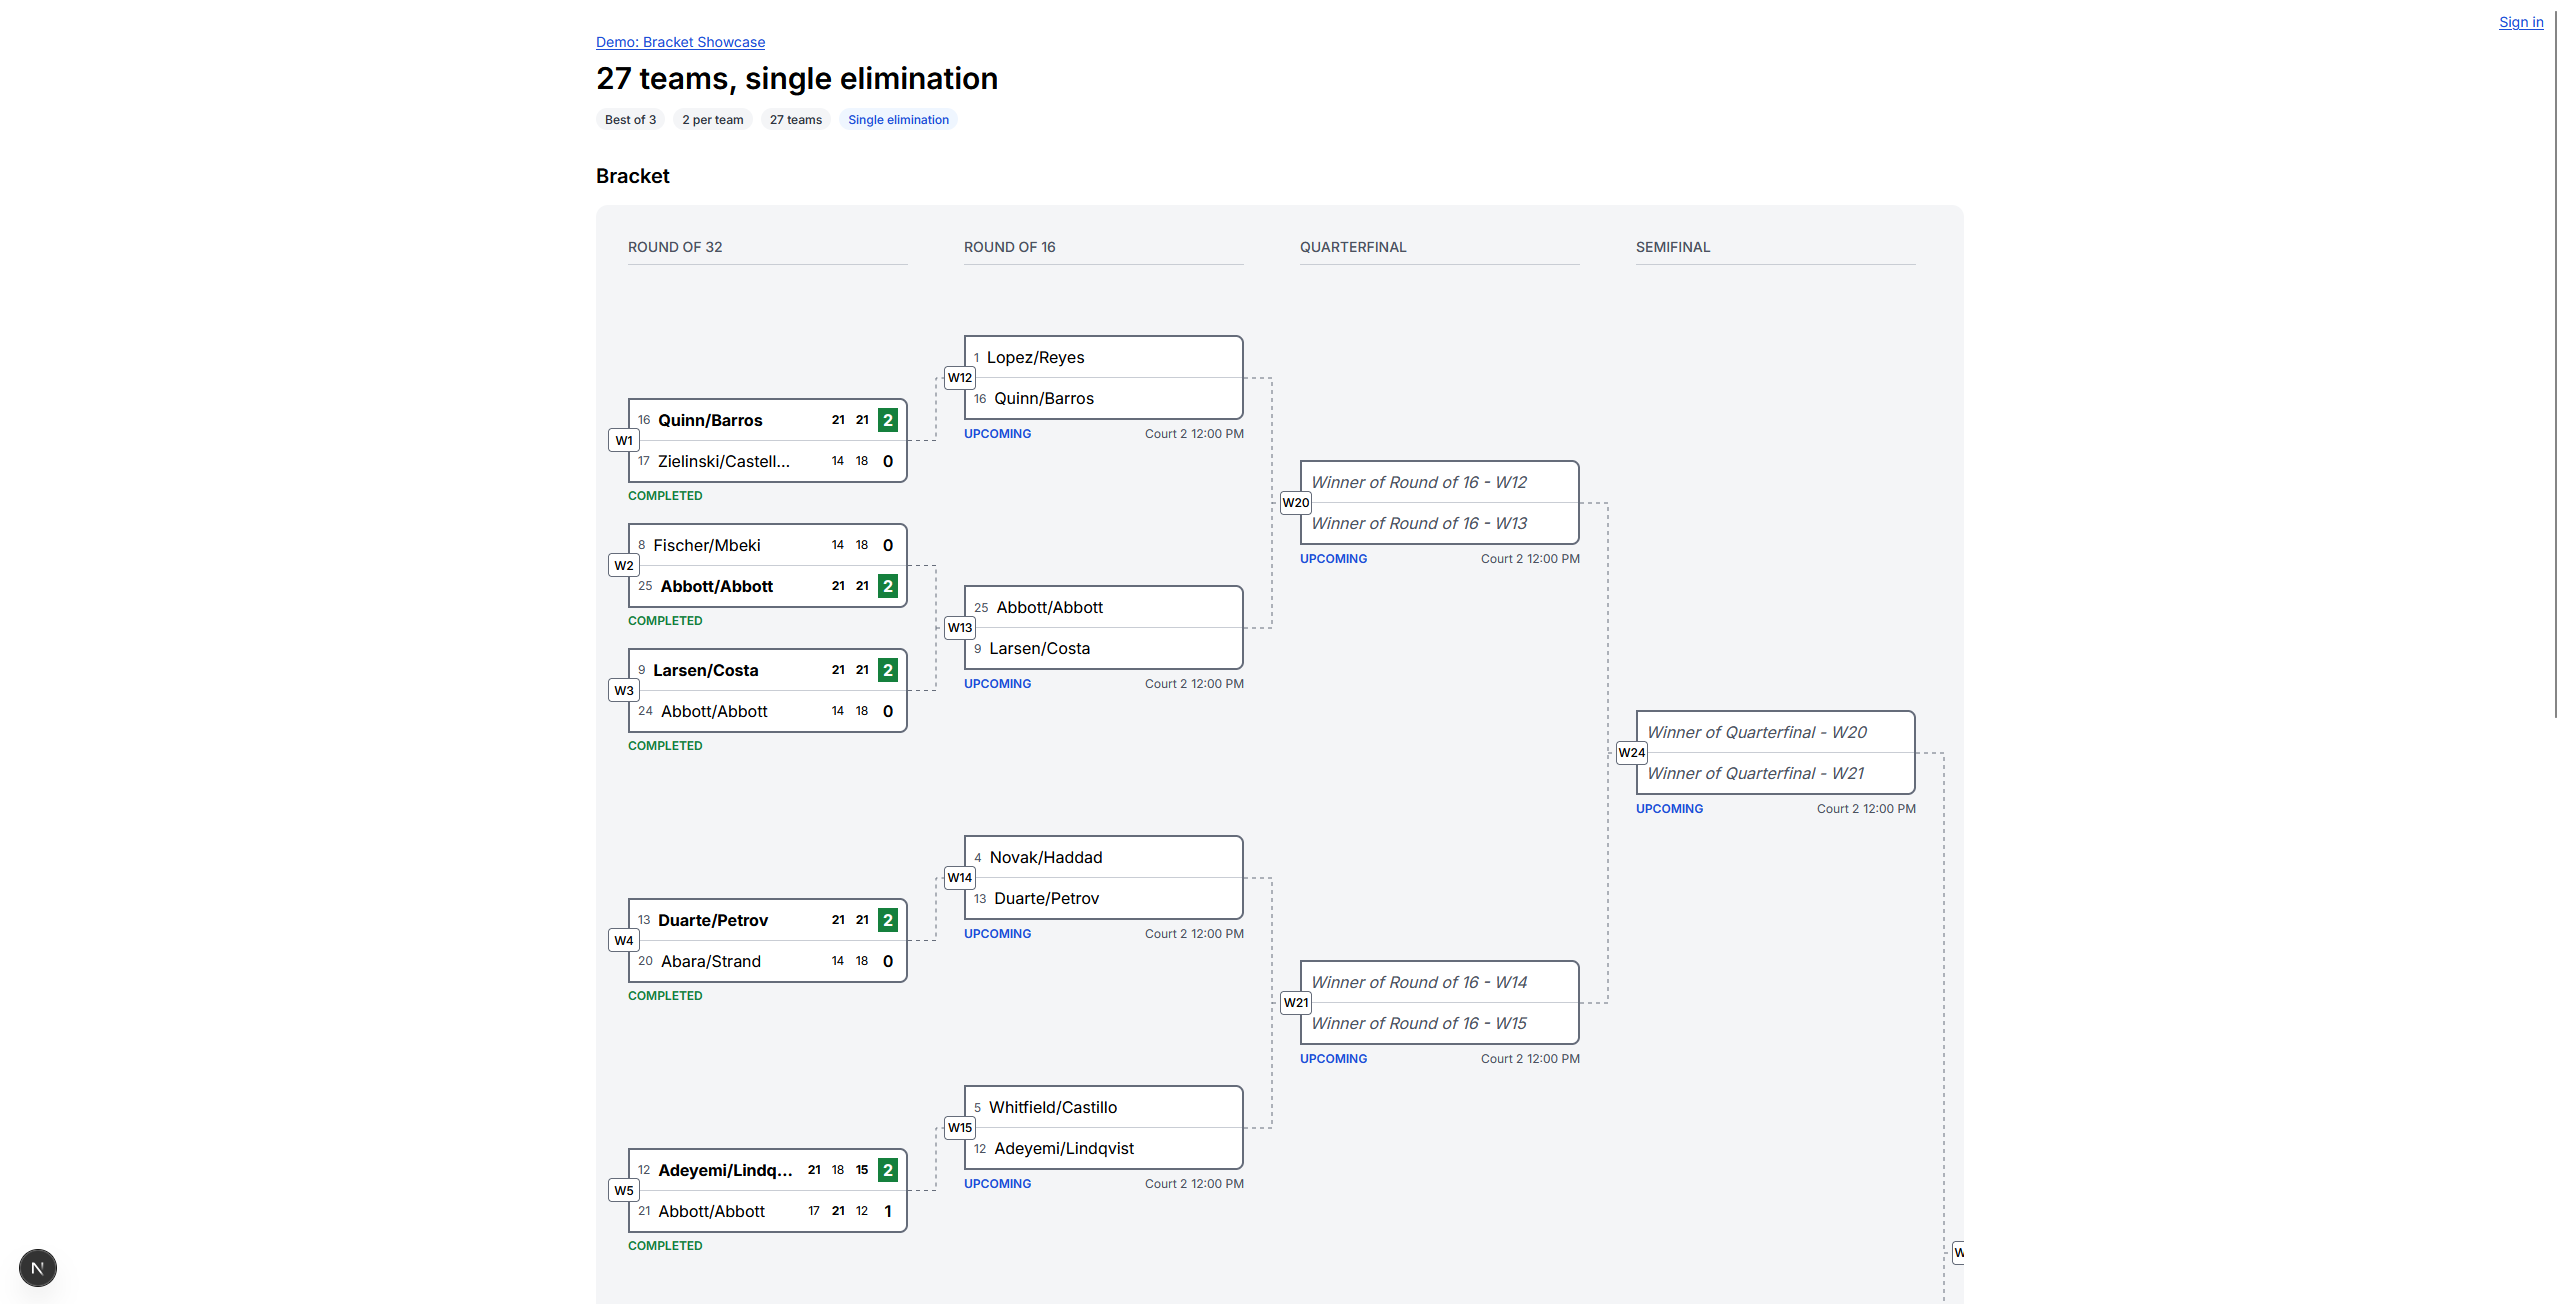 Sign in
Demo: Bracket Showcase
27 teams, single elimination
Best of 3
2 per team
27 teams
Single elimination
Bracket
ROUND OF 32
ROUND OF 16
QUARTERFINAL
SEMIFINAL
W1
16 Quinn/Barros 21 21 2
17 Zielinski/Castell... 14 18 0
COMPLETED
W2
8 Fischer/Mbeki 14 18 0
25 Abbott/Abbott 21 21 2
COMPLETED
W3
9 Larsen/Costa 21 21 2
24 Abbott/Abbott 14 18 0
COMPLETED
W4
13 Duarte/Petrov 21 21 2
20 Abara/Strand 14 18 0
COMPLETED
W5
12 Adeyemi/Lindq... 21 18 15 2
21 Abbott/Abbott 17 21 12 1
COMPLETED
W12
1 Lopez/Reyes
16 Quinn/Barros
UPCOMING Court 2 12:00 PM
W13
25 Abbott/Abbott
9 Larsen/Costa
UPCOMING Court 2 12:00 PM
W14
4 Novak/Haddad
13 Duarte/Petrov
UPCOMING Court 2 12:00 PM
W15
5 Whitfield/Castillo
12 Adeyemi/Lindqvist
UPCOMING Court 2 12:00 PM
W20
Winner of Round of 16 - W12
Winner of Round of 16 - W13
UPCOMING Court 2 12:00 PM
W21
Winner of Round of 16 - W14
Winner of Round of 16 - W15
UPCOMING Court 2 12:00 PM
W24
Winner of Quarterfinal - W20
Winner of Quarterfinal - W21
UPCOMING Court 2 12:00 PM
W
N